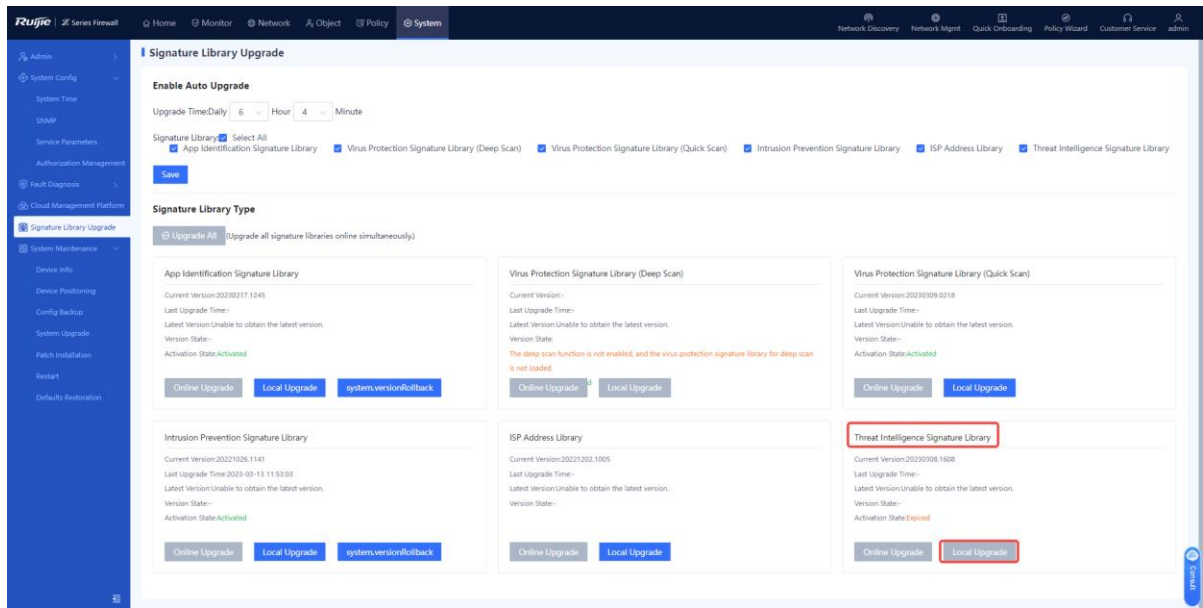 Ruijie | Z Series Firewall
Home Monitor Network Object Policy System
Network Discovery Network Mgmt Quick Onboarding Policy Wizard Customer Service admin
Admin
System Config
System Time
SNMP
Service Parameters
Authorization Management
Fault Diagnosis
Cloud Management Platform
Signature Library Upgrade
System Maintenance
Device Info
Device Positioning
Config Backup
System Upgrade
Patch Installation
Restart
Defaults Restoration
Signature Library Upgrade
Enable Auto Upgrade
Upgrade Time:Daily 6 Hour 4 Minute
Signature Library: Select All
App Identification Signature Library Virus Protection Signature Library (Deep Scan) Virus Protection Signature Library (Quick Scan) Intrusion Prevention Signature Library ISP Address Library Threat Intelligence Signature Library
Save
Signature Library Type
Upgrade All (Upgrade all signature libraries online simultaneously.)
App Identification Signature Library
Current Version:20230217.1245
Last Upgrade Time:-
Latest Version:Unable to obtain the latest version.
Version State:-
Activation State:Activated
Online Upgrade Local Upgrade system.versionRollback
Virus Protection Signature Library (Deep Scan)
Current Version:-
Last Upgrade Time:-
Latest Version:Unable to obtain the latest version.
Version State:
The deep scan function is not enabled, and the virus protection signature library for deep scan
is not loaded
Online Upgrade Local Upgrade
Virus Protection Signature Library (Quick Scan)
Current Version:20230309.0218
Last Upgrade Time:-
Latest Version:Unable to obtain the latest version.
Version State:-
Activation State:Activated
Online Upgrade Local Upgrade
Intrusion Prevention Signature Library
Current Version:20221026.1141
Last Upgrade Time:2023-03-13 11:53:03
Latest Version:Unable to obtain the latest version.
Version State:-
Activation State:Activated
Online Upgrade Local Upgrade system.versionRollback
ISP Address Library
Current Version:20221202.1005
Last Upgrade Time:-
Latest Version:Unable to obtain the latest version.
Version State:-
Online Upgrade Local Upgrade
Threat Intelligence Signature Library
Current Version:20230308.1608
Last Upgrade Time:-
Latest Version:Unable to obtain the latest version.
Version State:-
Activation State:Expired
Online Upgrade Local Upgrade
Consult